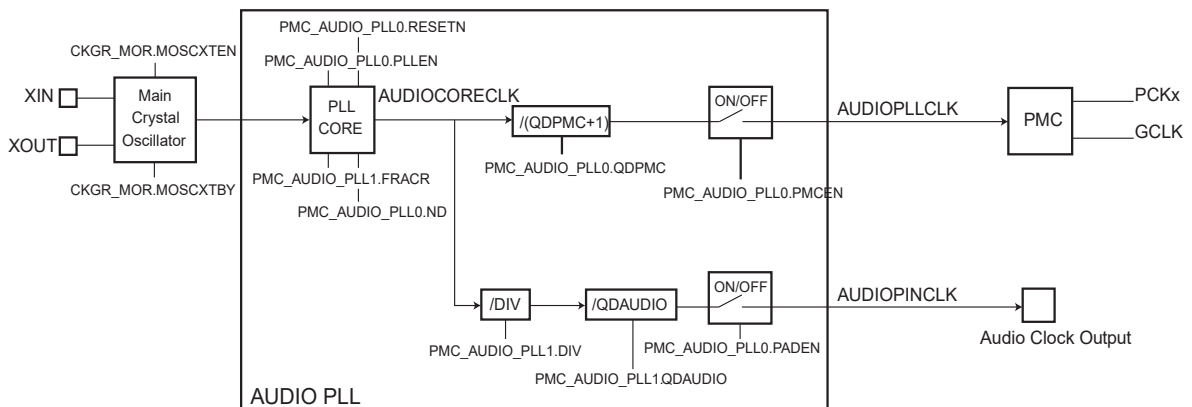 PMC_AUDIO_PLL0.RESETN
CKGR_MOR.MOSCXTEN
PMC_AUDIO_PLL0.PLLEN
XIN
XOUT
Main
Crystal
Oscillator
PLL
CORE
AUDIOCORECLK
/(QDPMC+1)
ON/OFF
AUDIOPLLCLK
PMC
PCKx
GCLK
CKGR_MOR.MOSCXTBY
PMC_AUDIO_PLL1.FRACR
PMC_AUDIO_PLL0.ND
PMC_AUDIO_PLL0.QDPMC
PMC_AUDIO_PLL0.PMCEN
/DIV
/QDAUDIO
ON/OFF
AUDIOPINCLK
Audio Clock Output
PMC_AUDIO_PLL1.DIV
PMC_AUDIO_PLL0.PADEN
PMC_AUDIO_PLL1.QDAUDIO
AUDIO PLL